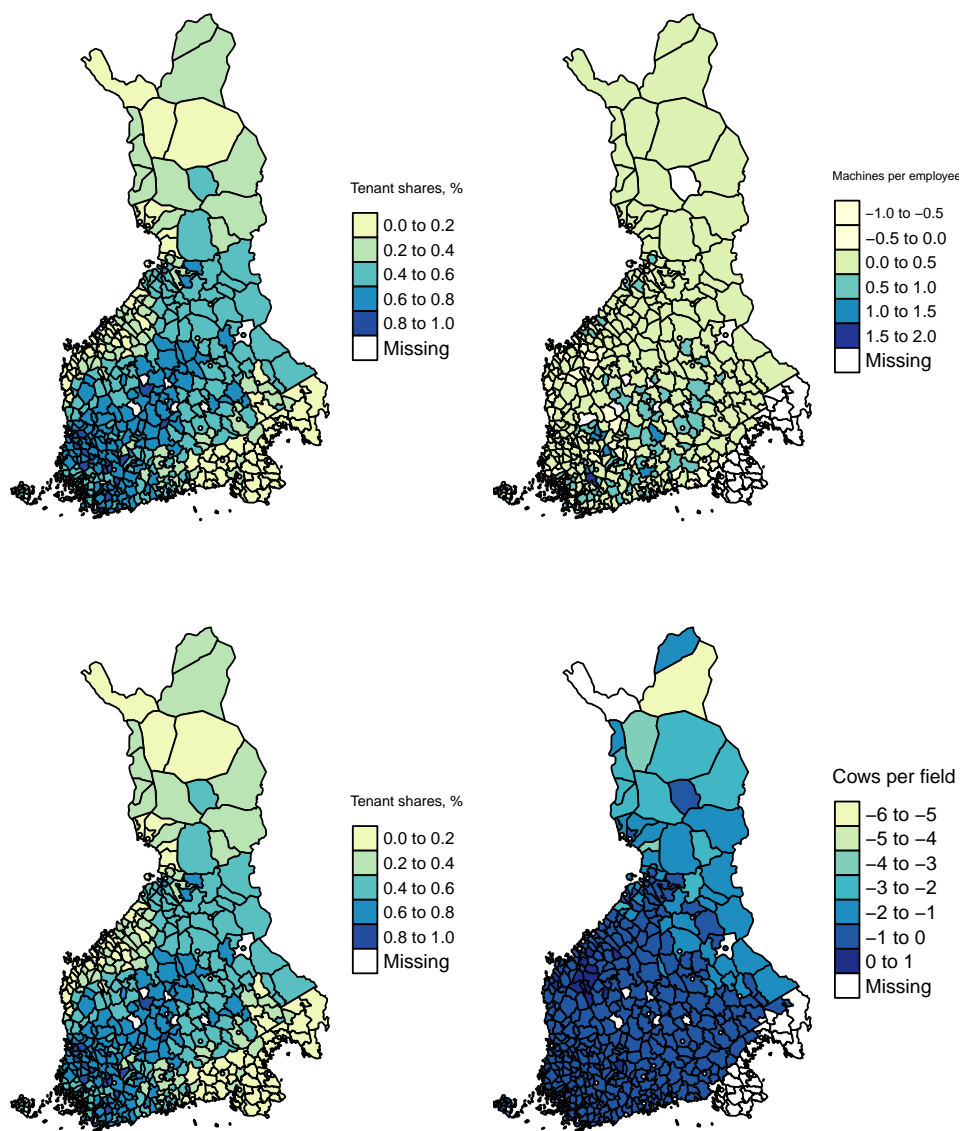 Tenant shares, %
0.0 to 0.2
0.2 to 0.4
0.4 to 0.6
0.6 to 0.8
0.8 to 1.0
Missing
Machines per employee
−1.0 to −0.5
−0.5 to 0.0
0.0 to 0.5
0.5 to 1.0
1.0 to 1.5
1.5 to 2.0
Missing
Tenant shares, %
0.0 to 0.2
0.2 to 0.4
0.4 to 0.6
0.6 to 0.8
0.8 to 1.0
Missing
Cows per field
−6 to −5
−5 to −4
−4 to −3
−3 to −2
−2 to −1
−1 to 0
0 to 1
Missing